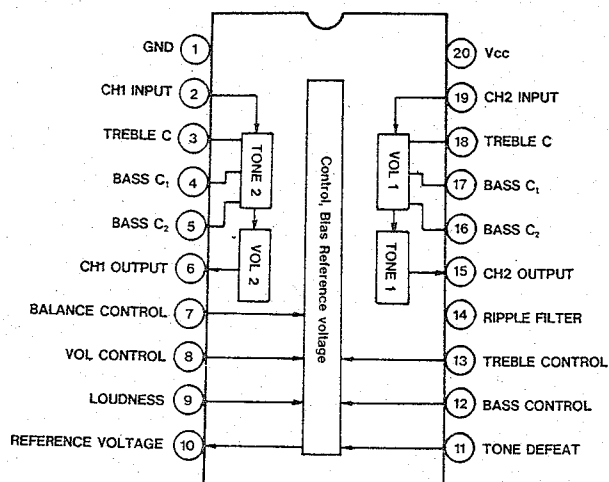 GND 1
CH1 INPUT 2
TREBLE C 3
BASS C₁ 4
BASS C₂ 5
CH1 OUTPUT 6
BALANCE CONTROL 7
VOL CONTROL 8
LOUDNESS 9
REFERENCE VOLTAGE 10
TONE 2
VOL 2
Control, Bias Reference voltage
VOL 1
TONE 1
20 Vcc
19 CH2 INPUT
18 TREBLE C
17 BASS C₁
16 BASS C₂
15 CH2 OUTPUT
14 RIPPLE FILTER
13 TREBLE CONTROL
12 BASS CONTROL
11 TONE DEFEAT